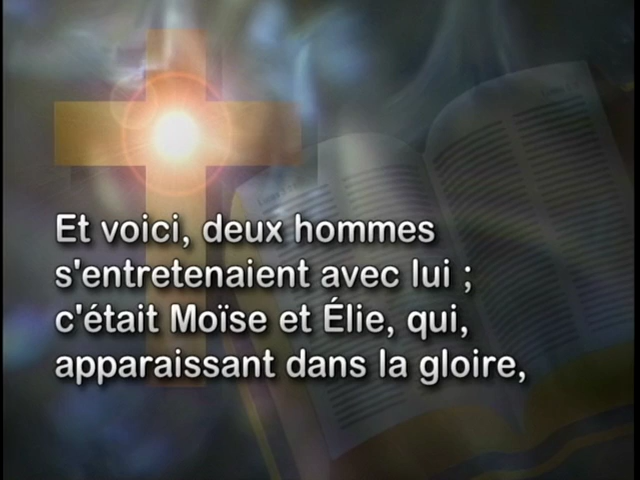 Et voici, deux hommes
s'entretenaient avec lui ;
c'était Moïse et Élie, qui,
apparaissant dans la gloire,